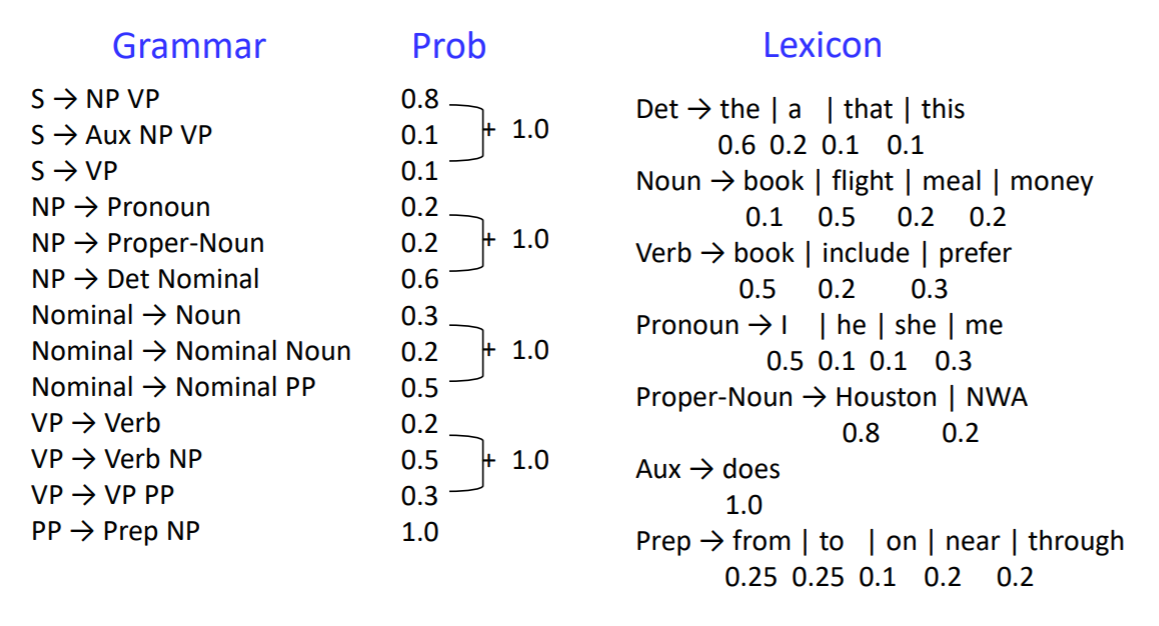 Grammar Prob
S → NP VP 0.8
S → Aux NP VP 0.1 + 1.0
S → VP 0.1
NP → Pronoun 0.2
NP → Proper-Noun 0.2 + 1.0
NP → Det Nominal 0.6
Nominal → Noun 0.3
Nominal → Nominal Noun 0.2 + 1.0
Nominal → Nominal PP 0.5
VP → Verb 0.2
VP → Verb NP 0.5 + 1.0
VP → VP PP 0.3
PP → Prep NP 1.0
Lexicon
Det → the | a | that | this
0.6 0.2 0.1 0.1
Noun → book | flight | meal | money
0.1 0.5 0.2 0.2
Verb → book | include | prefer
0.5 0.2 0.3
Pronoun → I | he | she | me
0.5 0.1 0.1 0.3
Proper-Noun → Houston | NWA
0.8 0.2
Aux → does
1.0
Prep → from | to | on | near | through
0.25 0.25 0.1 0.2 0.2